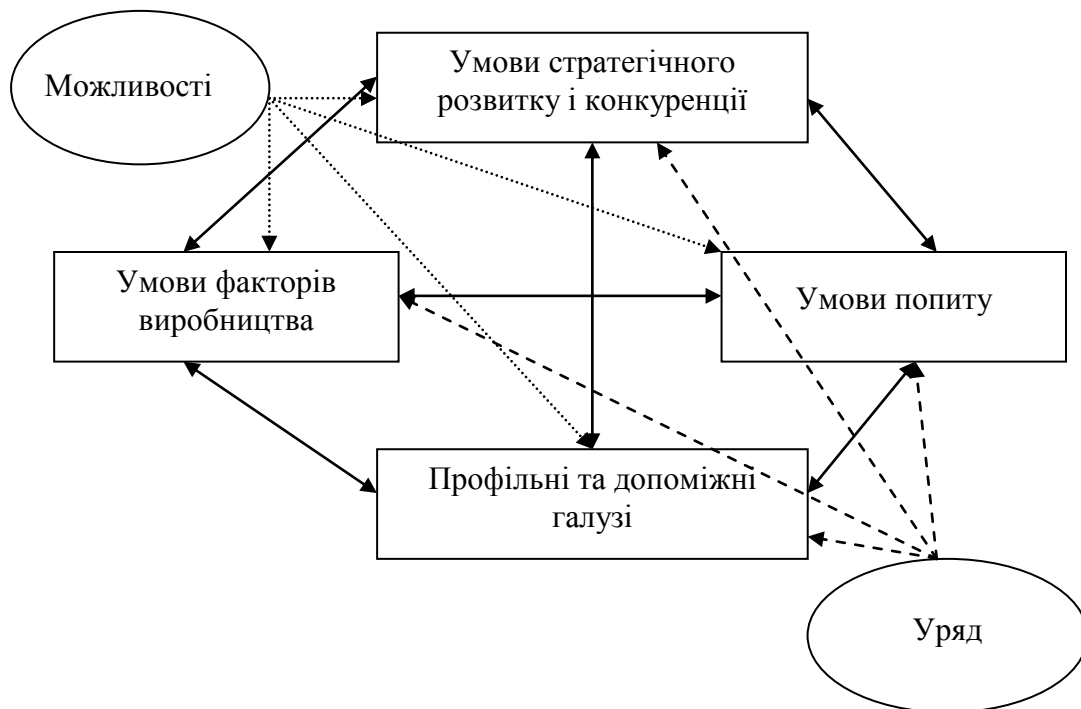 Можливості
Умови стратегічного
розвитку і конкуренції
Умови факторів
виробництва
Умови попиту
Профільні та допоміжні
галузі
Уряд